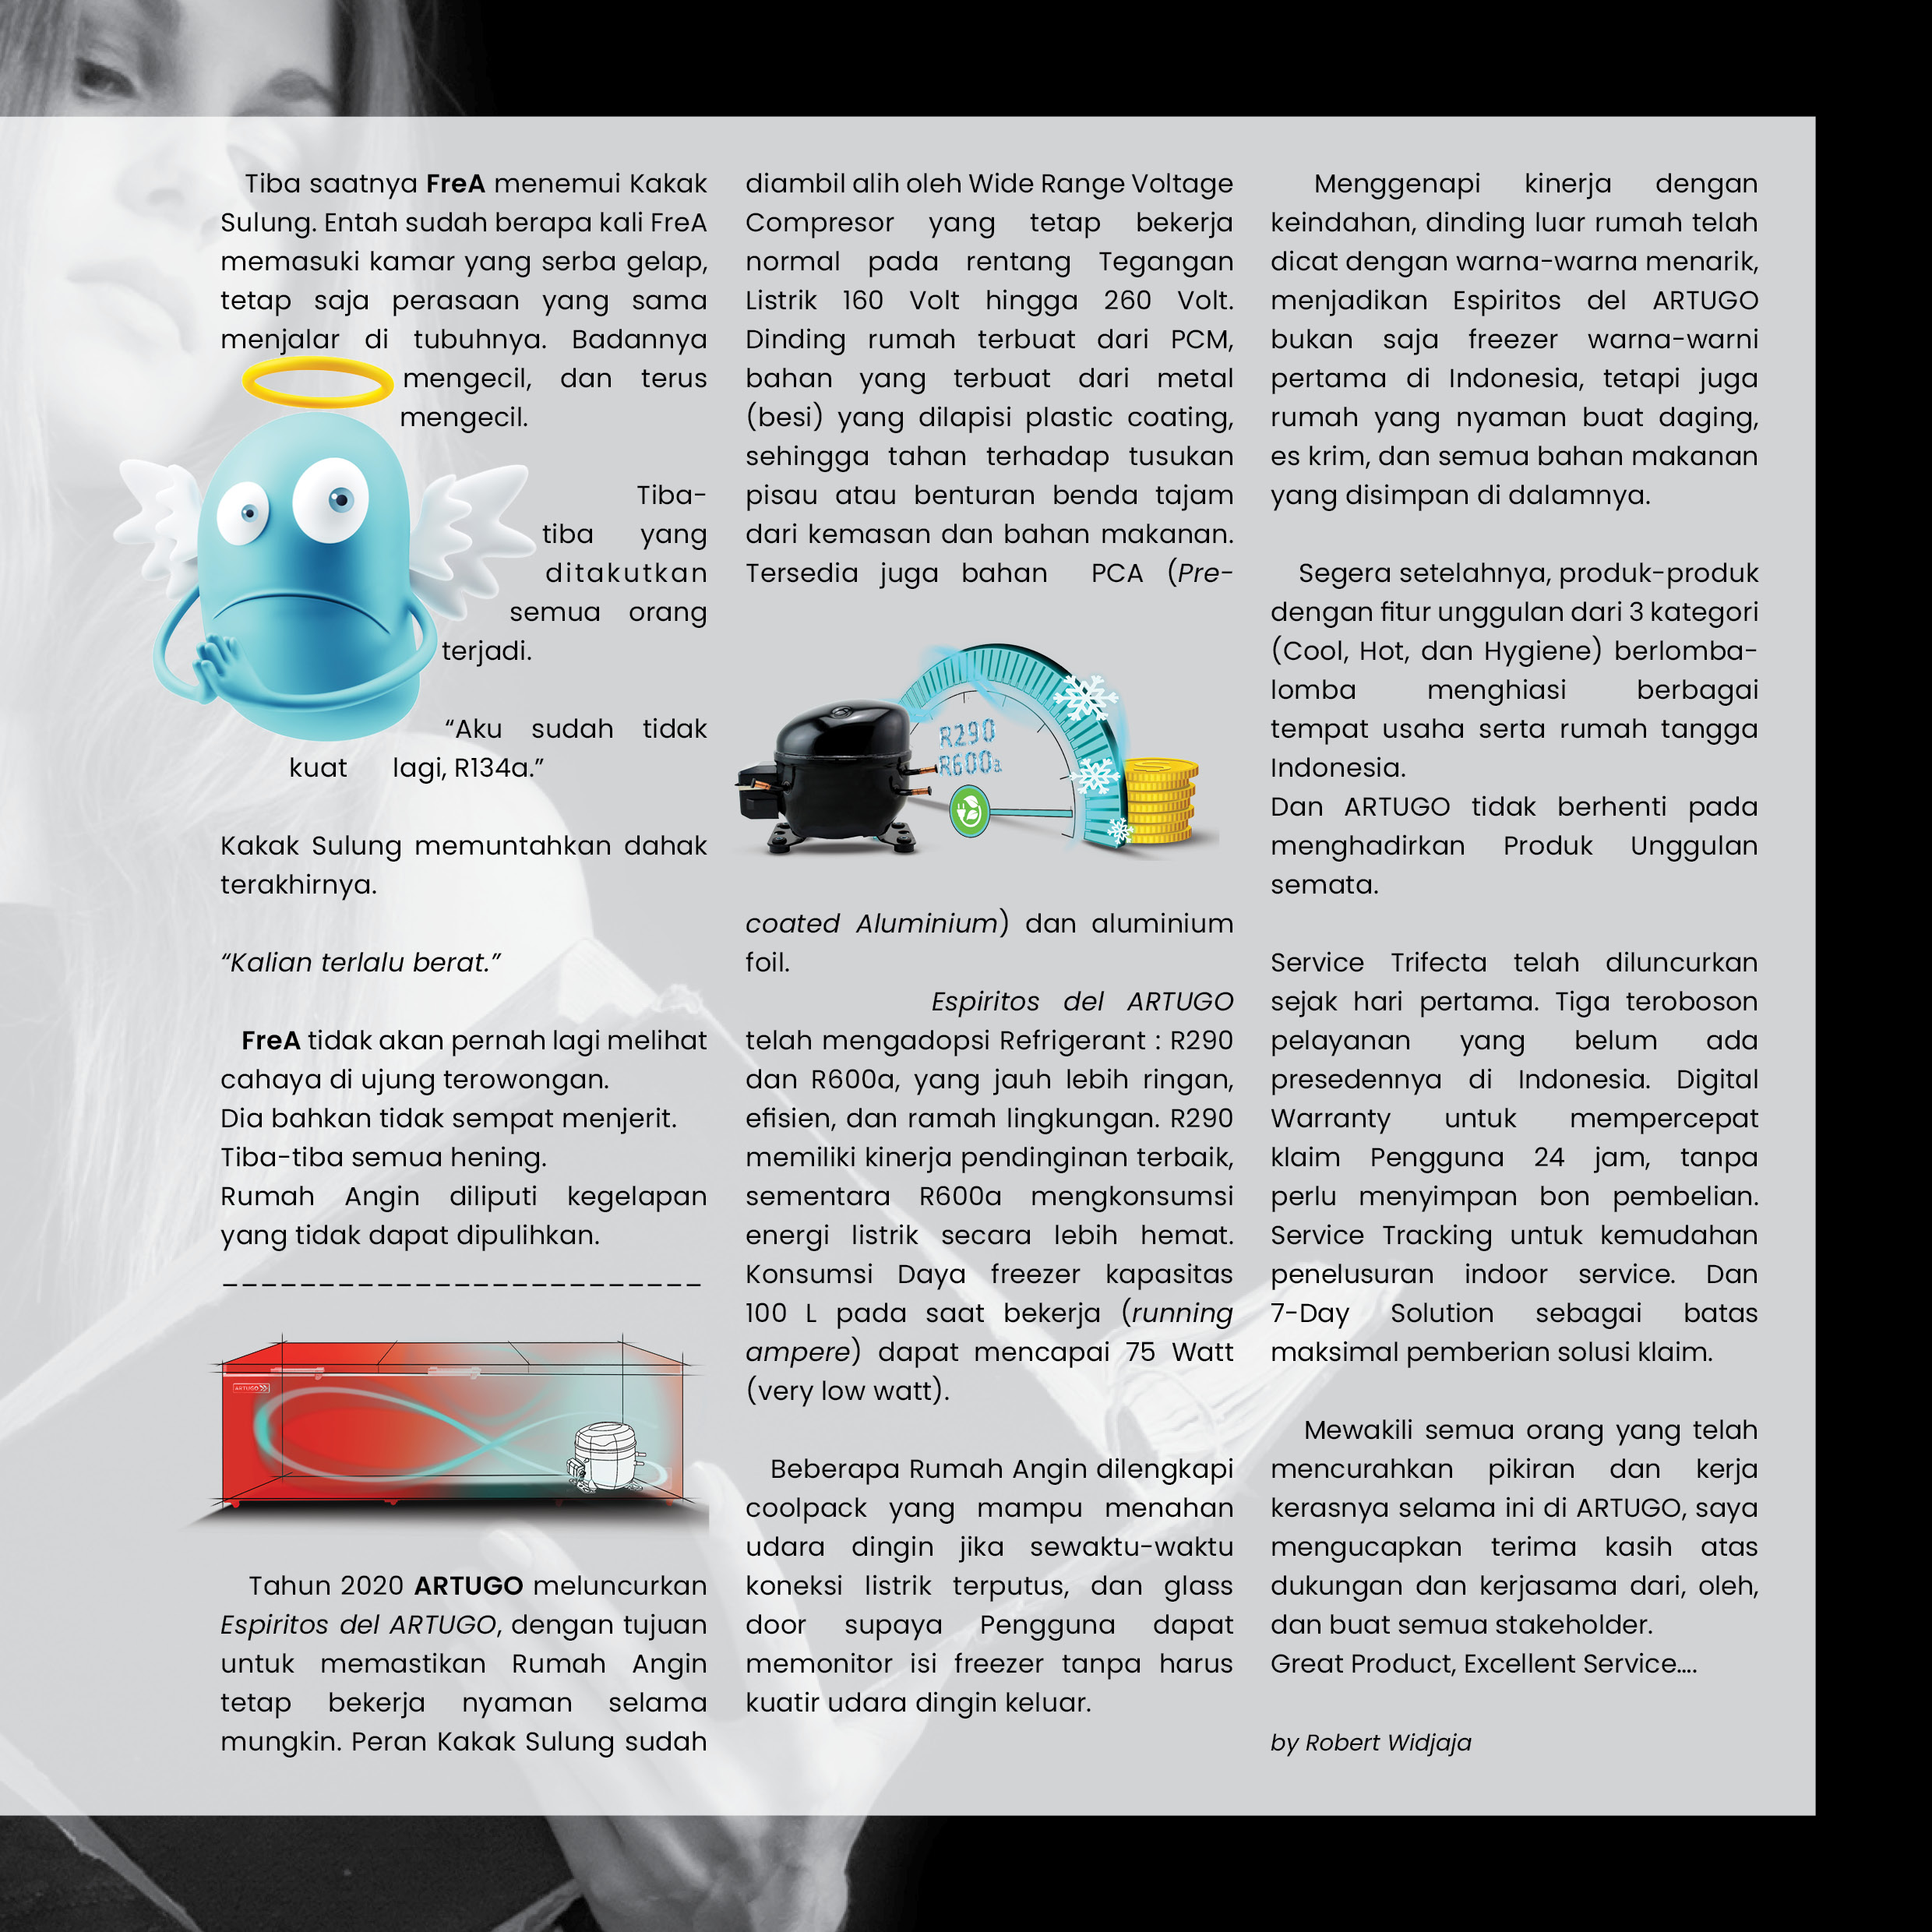 Tiba saatnya FreA menemui Kakak
Sulung. Entah sudah berapa kali FreA
memasuki kamar yang serba gelap,
tetap saja perasaan yang sama
menjalar di tubuhnya. Badannya
mengecil, dan terus
mengecil.
Tiba-
tiba yang
ditakutkan
semua orang
terjadi.
“Aku sudah tidak
kuat lagi, R134a.”
Kakak Sulung memuntahkan dahak
terakhirnya.
“Kalian terlalu berat.”
FreA tidak akan pernah lagi melihat
cahaya di ujung terowongan.
Dia bahkan tidak sempat menjerit.
Tiba-tiba semua hening.
Rumah Angin diliputi kegelapan
yang tidak dapat dipulihkan.
-------------------------
ARTUGO
Tahun 2020 ARTUGO meluncurkan
Espiritos del ARTUGO, dengan tujuan
untuk memastikan Rumah Angin
tetap bekerja nyaman selama
mungkin. Peran Kakak Sulung sudah
diambil alih oleh Wide Range Voltage
Compresor yang tetap bekerja
normal pada rentang Tegangan
Listrik 160 Volt hingga 260 Volt.
Dinding rumah terbuat dari PCM,
bahan yang terbuat dari metal
(besi) yang dilapisi plastic coating,
sehingga tahan terhadap tusukan
pisau atau benturan benda tajam
dari kemasan dan bahan makanan.
Tersedia juga bahan PCA (Pre-
R290
R600a
coated Aluminium) dan aluminium
foil.
Espiritos del ARTUGO
telah mengadopsi Refrigerant : R290
dan R600a, yang jauh lebih ringan,
efisien, dan ramah lingkungan. R290
memiliki kinerja pendinginan terbaik,
sementara R600a mengkonsumsi
energi listrik secara lebih hemat.
Konsumsi Daya freezer kapasitas
100 L pada saat bekerja (running
ampere) dapat mencapai 75 Watt
(very low watt).
Beberapa Rumah Angin dilengkapi
coolpack yang mampu menahan
udara dingin jika sewaktu-waktu
koneksi listrik terputus, dan glass
door supaya Pengguna dapat
memonitor isi freezer tanpa harus
kuatir udara dingin keluar.
Menggenapi kinerja dengan
keindahan, dinding luar rumah telah
dicat dengan warna-warna menarik,
menjadikan Espiritos del ARTUGO
bukan saja freezer warna-warni
pertama di Indonesia, tetapi juga
rumah yang nyaman buat daging,
es krim, dan semua bahan makanan
yang disimpan di dalamnya.
Segera setelahnya, produk-produk
dengan fitur unggulan dari 3 kategori
(Cool, Hot, dan Hygiene) berlomba-
lomba menghiasi berbagai
tempat usaha serta rumah tangga
Indonesia.
Dan ARTUGO tidak berhenti pada
menghadirkan Produk Unggulan
semata.
Service Trifecta telah diluncurkan
sejak hari pertama. Tiga teroboson
pelayanan yang belum ada
presedennya di Indonesia. Digital
Warranty untuk mempercepat
klaim Pengguna 24 jam, tanpa
perlu menyimpan bon pembelian.
Service Tracking untuk kemudahan
penelusuran indoor service. Dan
7-Day Solution sebagai batas
maksimal pemberian solusi klaim.
Mewakili semua orang yang telah
mencurahkan pikiran dan kerja
kerasnya selama ini di ARTUGO, saya
mengucapkan terima kasih atas
dukungan dan kerjasama dari, oleh,
dan buat semua stakeholder.
Great Product, Excellent Service....
by Robert Widjaja